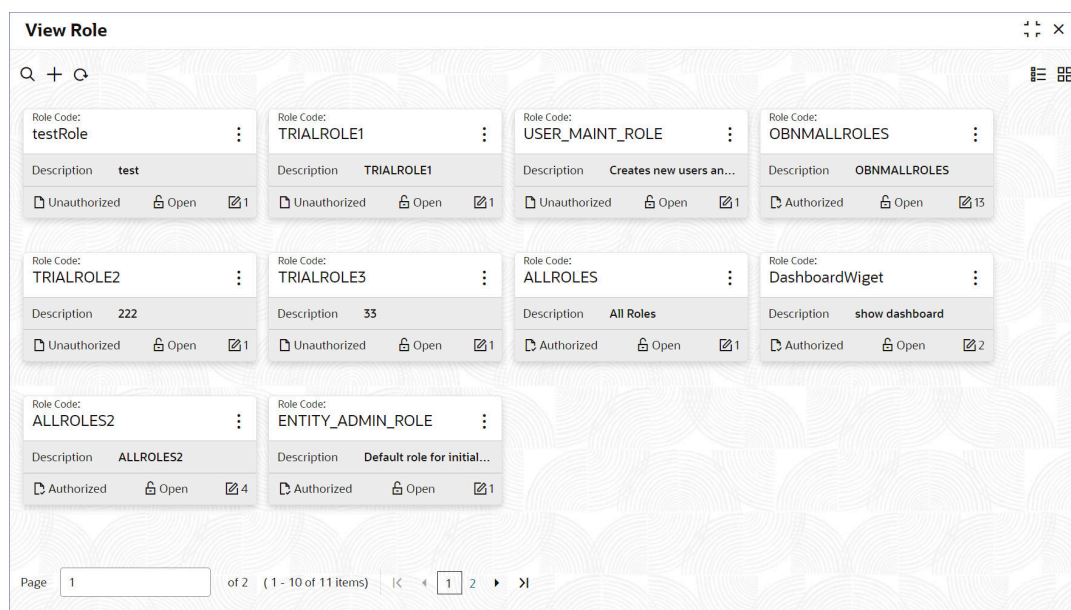 View Role
Role Code:
testRole
Description test
Unauthorized Open 1
Role Code:
TRIALROLE1
Description TRIALROLE1
Unauthorized Open 1
Role Code:
USER_MAINT_ROLE
Description Creates new users an...
Unauthorized Open 1
Role Code:
OBNMALLROLES
Description OBNMALLROLES
Authorized Open 13
Role Code:
TRIALROLE2
Description 222
Unauthorized Open 1
Role Code:
TRIALROLE3
Description 33
Unauthorized Open 1
Role Code:
ALLROLES
Description All Roles
Authorized Open 1
Role Code:
DashboardWiget
Description show dashboard
Authorized Open 2
Role Code:
ALLROLES2
Description ALLROLES2
Authorized Open 4
Role Code:
ENTITY_ADMIN_ROLE
Description Default role for initial...
Authorized Open 1
Page 1 of 2 ( 1 - 10 of 11 items) 1 2